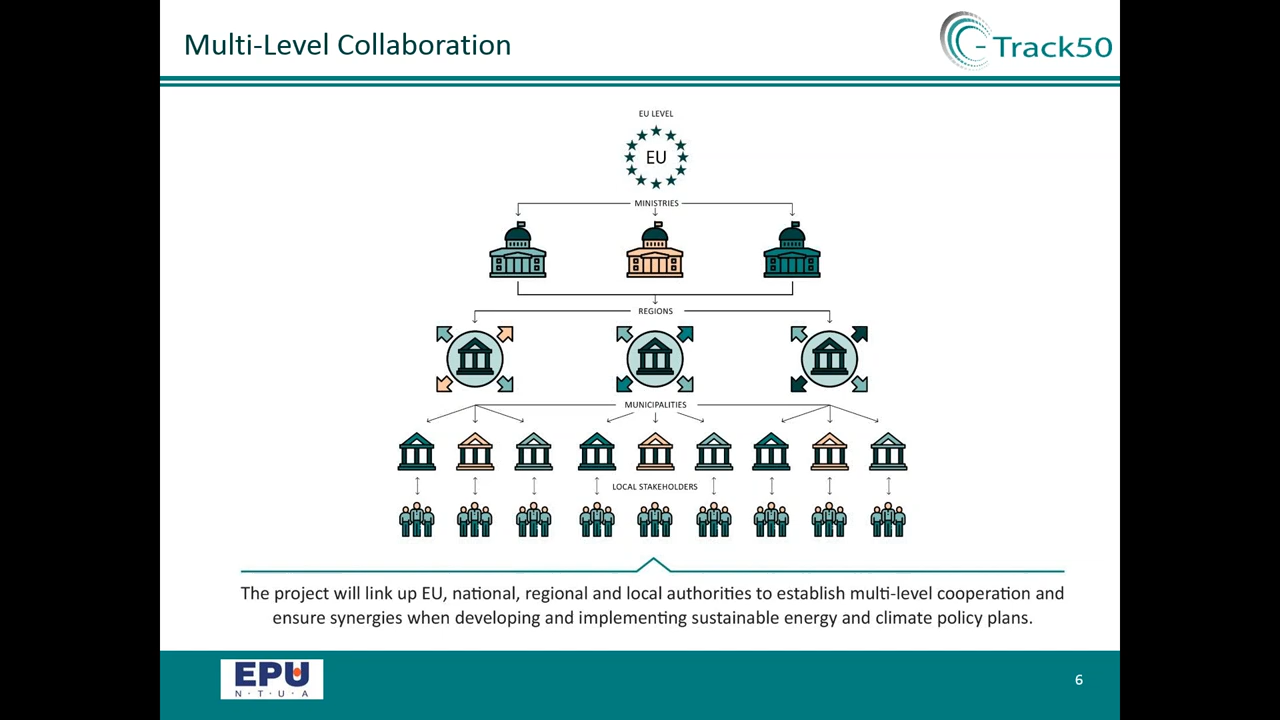 Multi-Level Collaboration
C-Track50
EU LEVEL
EU
MINISTRIES
REGIONS
MUNICIPALITIES
LOCAL STAKEHOLDERS
The project will link up EU, national, regional and local authorities to establish multi-level cooperation and
ensure synergies when developing and implementing sustainable energy and climate policy plans.
EPU
N·T·U·A
6